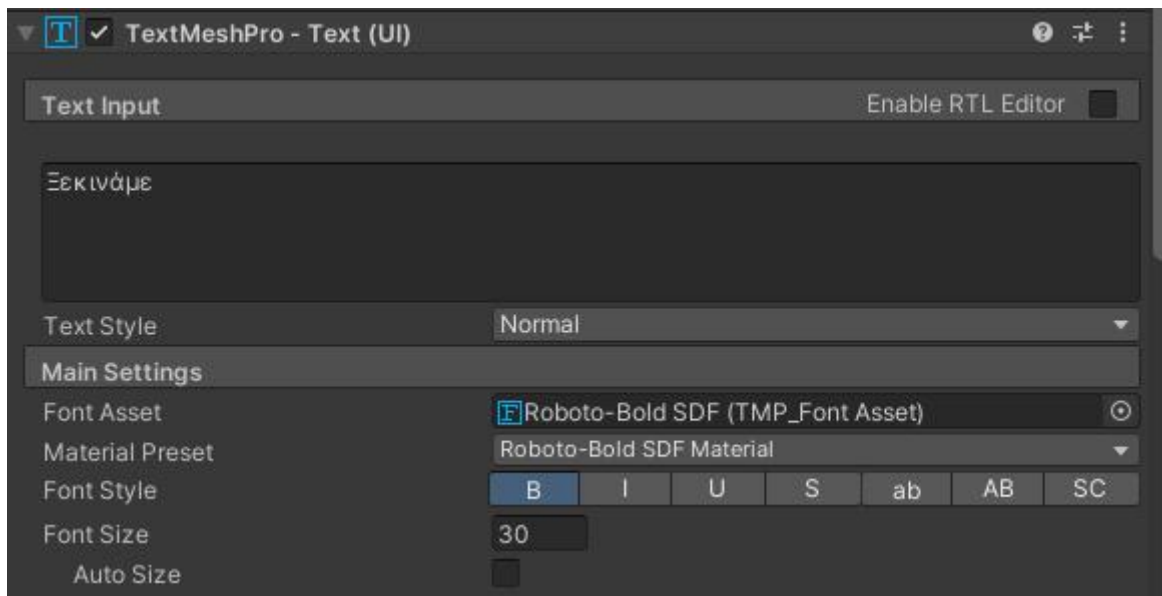 TextMeshPro - Text (UI)
Text Input Enable RTL Editor
Ξεκινάμε
Text Style Normal
Main Settings
Font Asset Roboto-Bold SDF (TMP_Font Asset)
Material Preset Roboto-Bold SDF Material
Font Style B I U S ab AB SC
Font Size 30
Auto Size